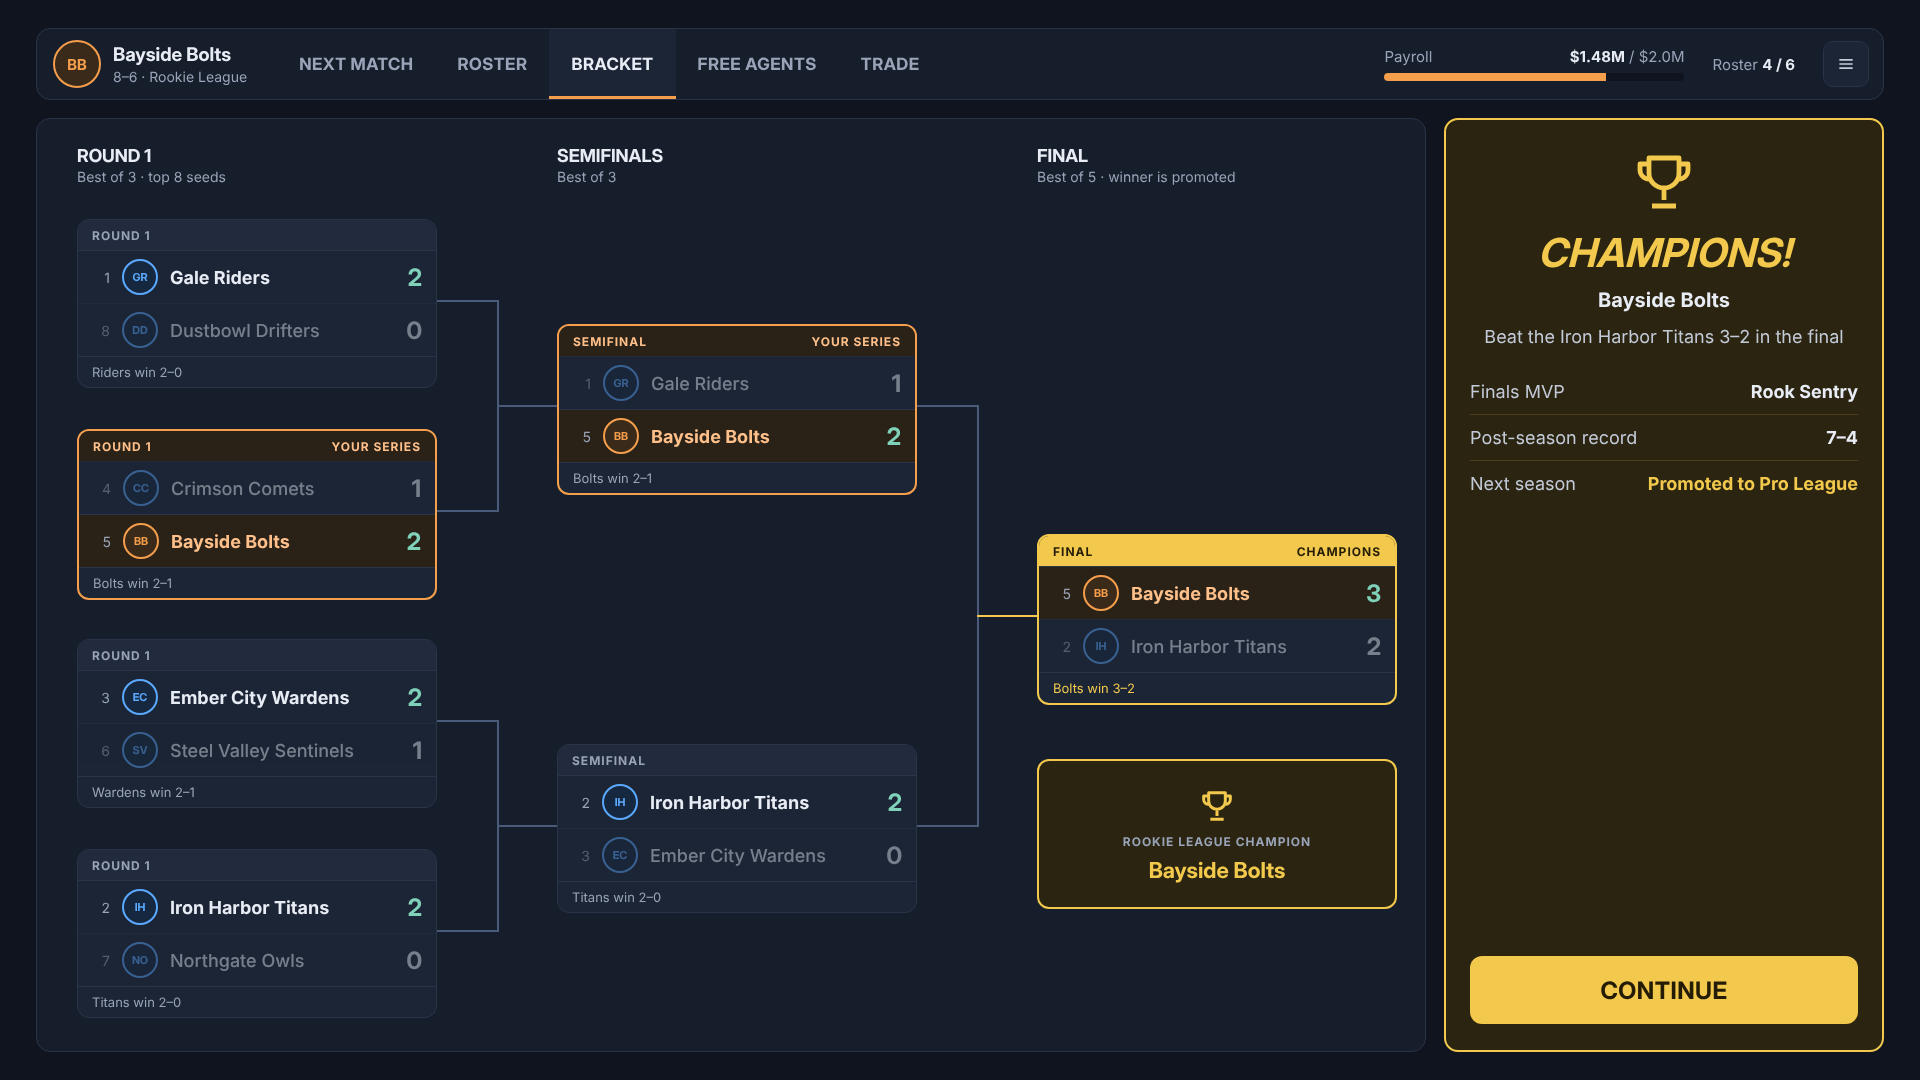 BB
Bayside Bolts
8–6 · Rookie League
NEXT MATCH
ROSTER
BRACKET
FREE AGENTS
TRADE
Payroll
$1.48M / $2.0M
Roster 4 / 6
ROUND 1
Best of 3 · top 8 seeds
SEMIFINALS
Best of 3
FINAL
Best of 5 · winner is promoted
ROUND 1
1 GR Gale Riders 2
8 DD Dustbowl Drifters 0
Riders win 2–0
ROUND 1 YOUR SERIES
4 CC Crimson Comets 1
5 BB Bayside Bolts 2
Bolts win 2–1
ROUND 1
3 EC Ember City Wardens 2
6 SV Steel Valley Sentinels 1
Wardens win 2–1
ROUND 1
2 IH Iron Harbor Titans 2
7 NO Northgate Owls 0
Titans win 2–0
SEMIFINAL YOUR SERIES
1 GR Gale Riders 1
5 BB Bayside Bolts 2
Bolts win 2–1
SEMIFINAL
2 IH Iron Harbor Titans 2
3 EC Ember City Wardens 0
Titans win 2–0
FINAL CHAMPIONS
5 BB Bayside Bolts 3
2 IH Iron Harbor Titans 2
Bolts win 3–2
ROOKIE LEAGUE CHAMPION
Bayside Bolts
CHAMPIONS!
Bayside Bolts
Beat the Iron Harbor Titans 3–2 in the final
Finals MVP Rook Sentry
Post-season record 7–4
Next season Promoted to Pro League
CONTINUE